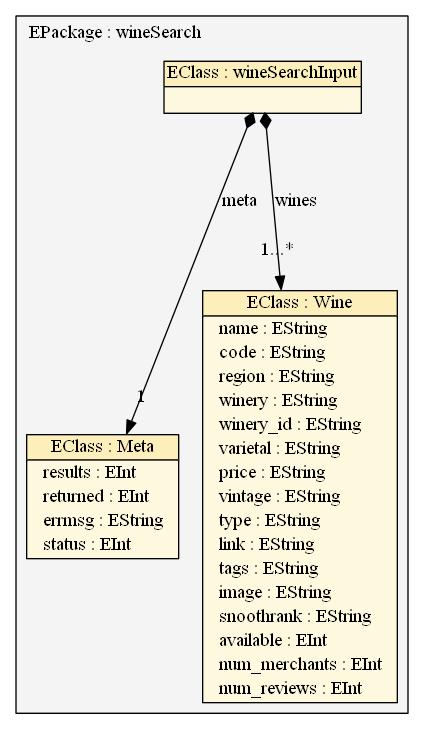 EPackage : wineSearch
EClass : wineSearchInput
meta
wines
1...*
1
EClass : Wine
name : EString
code : EString
region : EString
winery : EString
winery_id : EString
varietal : EString
price : EString
vintage : EString
type : EString
link : EString
tags : EString
image : EString
snoothrank : EString
available : EInt
num_merchants : EInt
num_reviews : EInt
EClass : Meta
results : EInt
returned : EInt
errmsg : EString
status : EInt